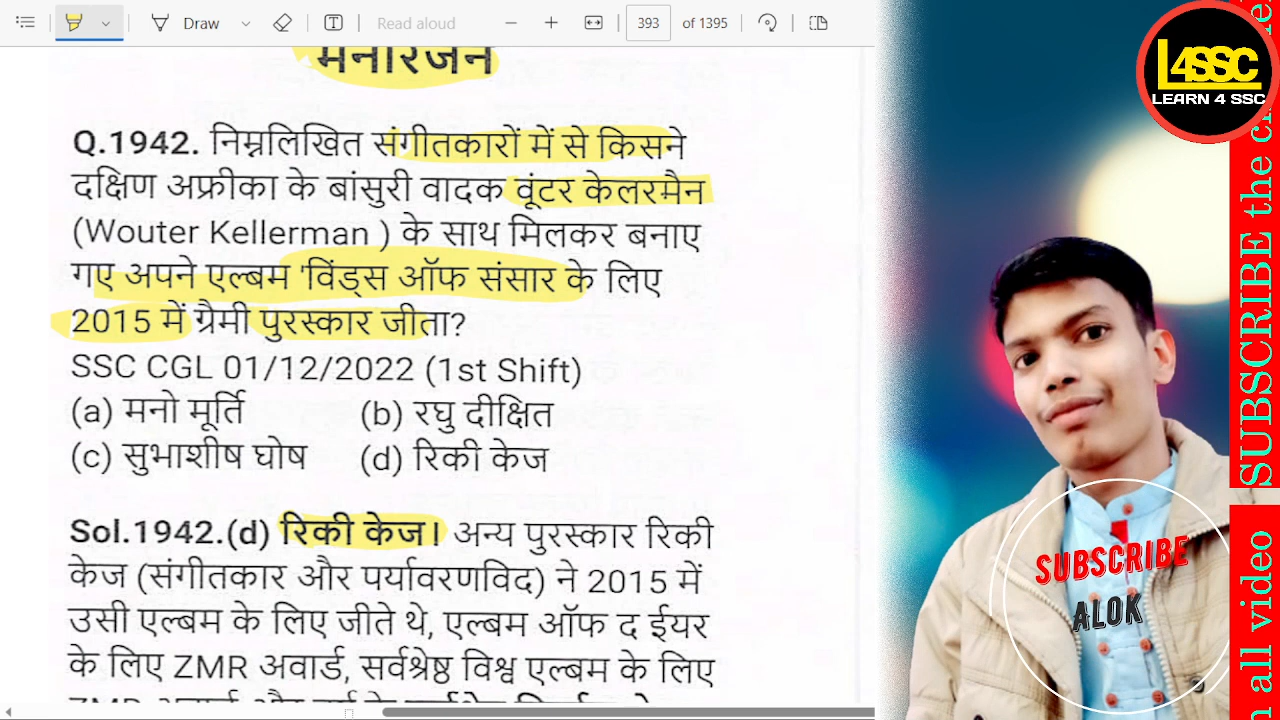 Read aloud
393
of 1395
Draw
मनोरंजन
Q.1942. निम्नलिखित संगीतकारों में से किसने
दक्षिण अफ्रीका के बांसुरी वादक वूंटर केलरमैन
(Wouter Kellerman ) के साथ मिलकर बनाए
गए अपने एल्बम 'विंड्स ऑफ संसार के लिए
2015 में ग्रैमी पुरस्कार जीता?
SSC CGL 01/12/2022 (1st Shift)
(a) मनो मूर्ति (b) रघु दीक्षित
(c) सुभाशीष घोष (d) रिकी केज
Sol.1942.(d) रिकी केज। अन्य पुरस्कार रिकी
केज (संगीतकार और पर्यावरणविद) ने 2015 में
उसी एल्बम के लिए जीते थे, एल्बम ऑफ द ईयर
के लिए ZMR अवार्ड, सर्वश्रेष्ठ विश्व एल्बम के लिए
L4SSC
LEARN 4 SSC
SUBSCRIBE
ALOK
SUBSCRIBE the
all video